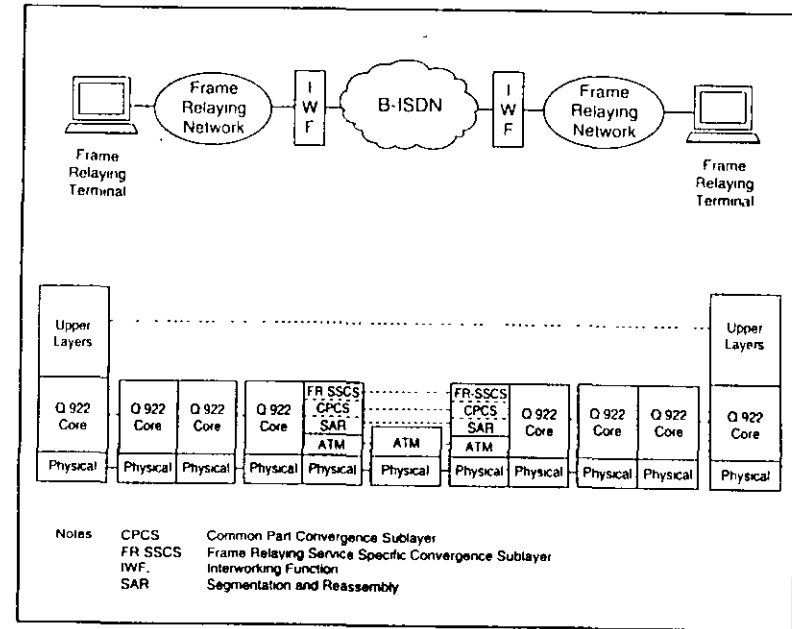 Frame
Relaying
Network
I
W
F
B-ISDN
I
W
F
Frame
Relaying
Network
Frame
Relaying
Terminal
Frame
Relaying
Terminal
Upper
Layers
Upper
Layers
Q 922
Core
Q 922
Core
Q 922
Core
Q 922
Core
FR SSCS
CPCS
SAR
ATM
ATM
FR-SSCS
CPCS
SAR
ATM
Q 922
Core
Q 922
Core
Q 922
Core
Q 922
Core
Physical
Physical
Physical
Physical
Physical
Physical
Physical
Physical
Physical
Physical
Physical
Notes CPCS Common Part Convergence Sublayer
FR SSCS Frame Relaying Service Specific Convergence Sublayer
IWF. Interworking Function
SAR Segmentation and Reassembly